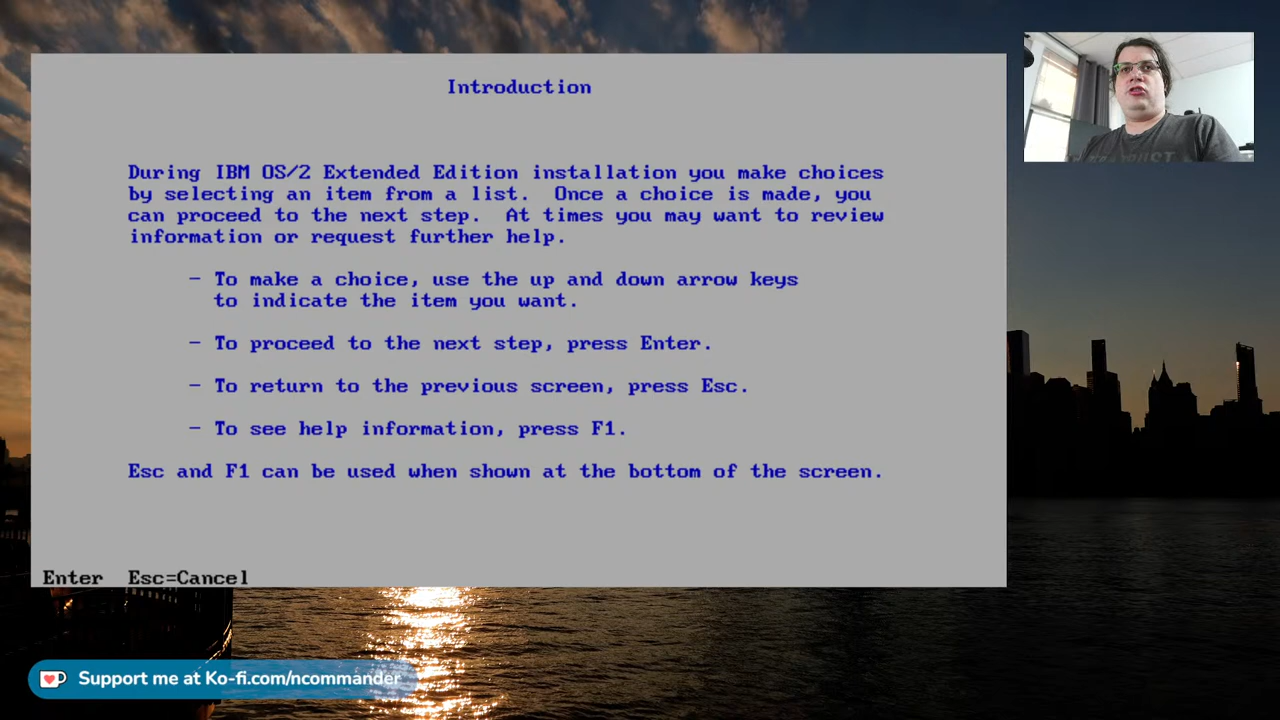 Introduction
During IBM OS/2 Extended Edition installation you make choices
by selecting an item from a list.  Once a choice is made, you
can proceed to the next step.  At times you may want to review
information or request further help.
- To make a choice, use the up and down arrow keys
to indicate the item you want.
- To proceed to the next step, press Enter.
- To return to the previous screen, press Esc.
- To see help information, press F1.
Esc and F1 can be used when shown at the bottom of the screen.
Enter  Esc=Cancel
Support me at Ko-fi.com/ncommander